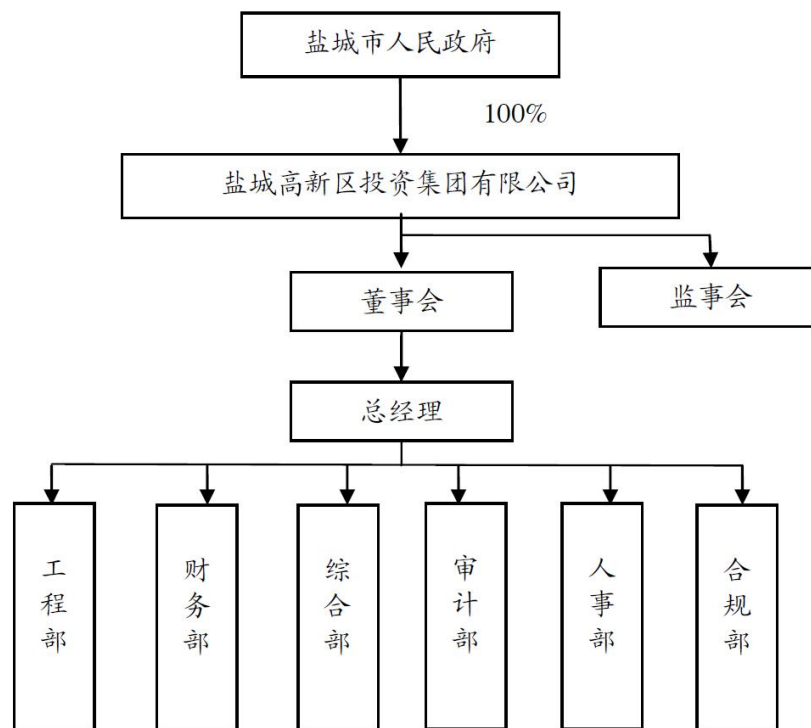 盐城市人民政府
100%
盐城高新区投资集团有限公司
董事会
监事会
总经理
工程部
财务部
综合部
审计部
人事部
合规部